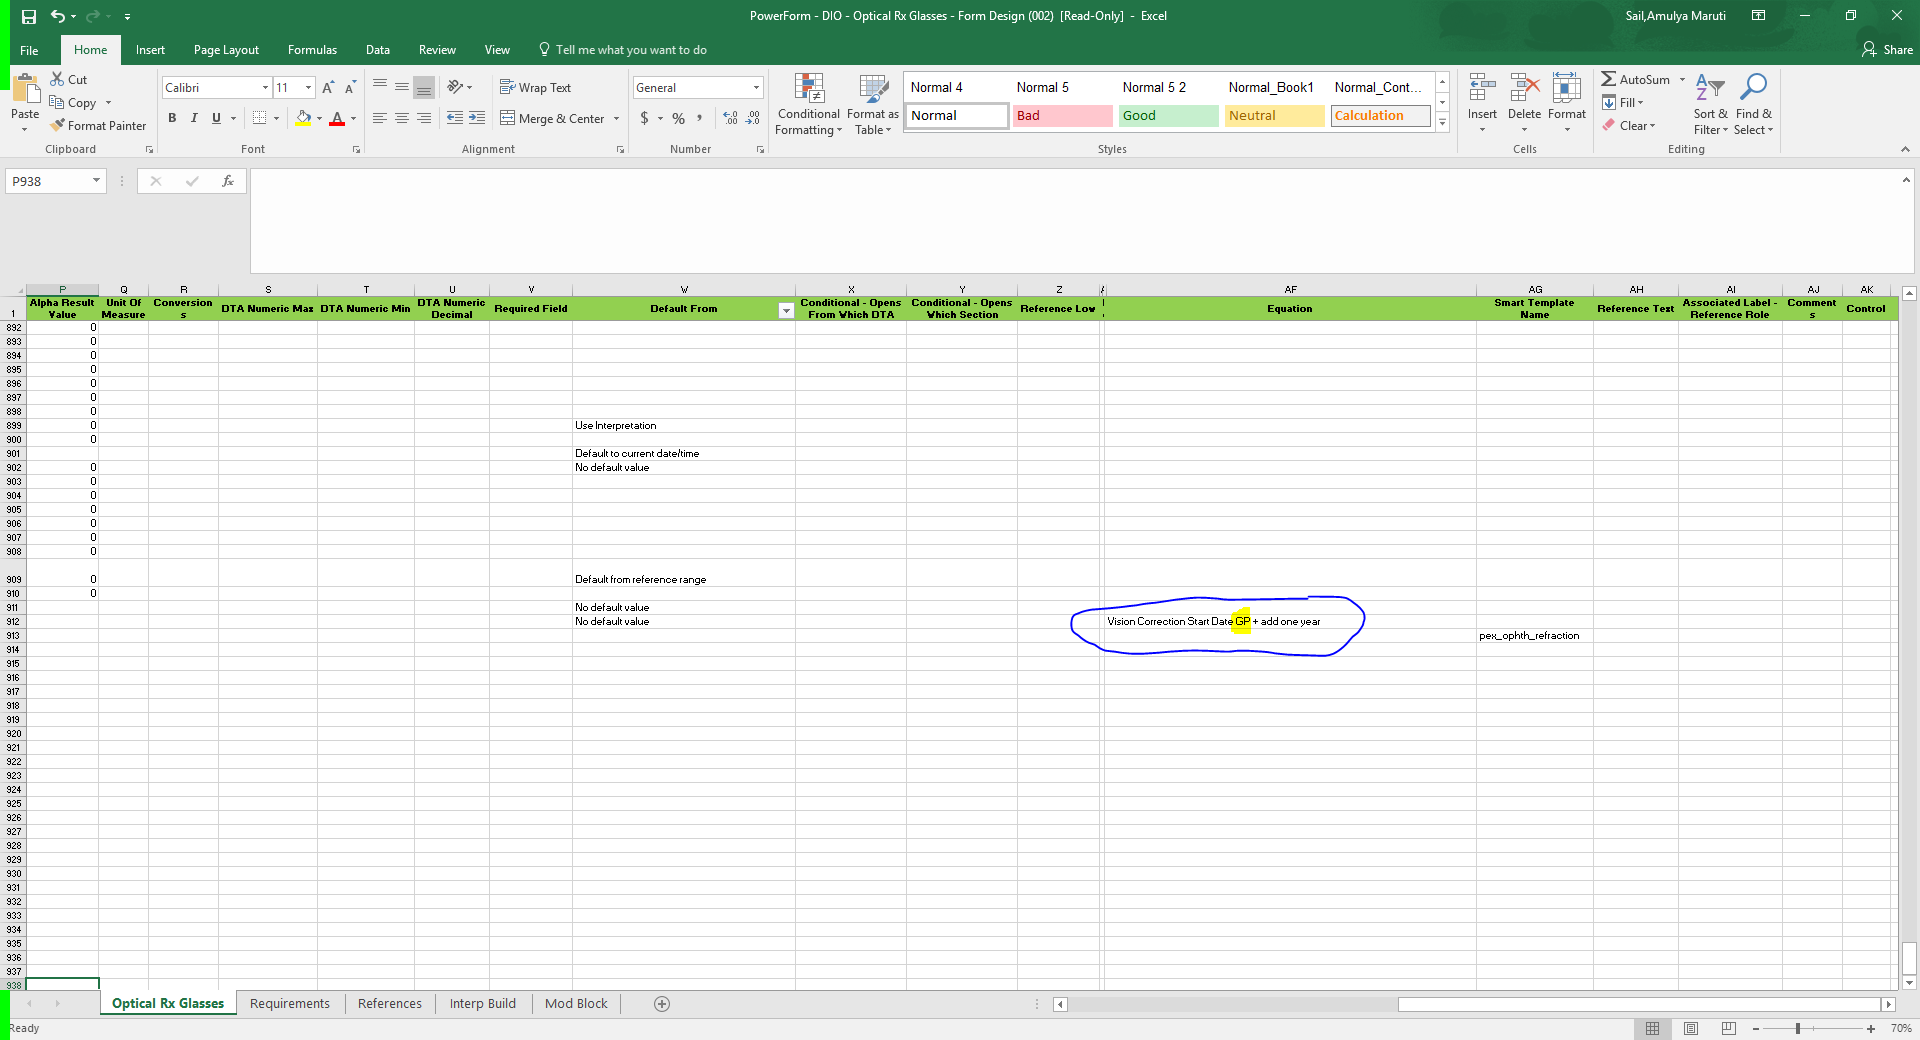 PowerForm - DIO - Optical Rx Glasses - Form Design (002) [Read-Only] - Excel
Sail,Amulya Maruti
File Home Insert Page Layout Formulas Data Review View Tell me what you want to do
Share
Paste
Cut
Copy
Format Painter
Clipboard
Calibri 11 A A
B I U A
Font
Wrap Text
Merge & Center
Alignment
General
$ % ,
Number
Conditional Formatting
Format as Table
Normal 4 Normal 5 Normal 5 2 Normal_Book1 Normal_Cont...
Normal Bad Good Neutral Calculation
Styles
Insert Delete Format
Cells
AutoSum
Fill
Clear
Sort & Filter
Find & Select
Editing
P938
fx
P Q R S T U V W X Y Z AF AG AH AI AJ AK
1 Alpha Result Value Unit Of Measure Conversions DTA Numeric Max DTA Numeric Min DTA Numeric Decimal Required Field Default From Conditional - Opens From Which DTA Conditional - Opens Which Section Reference Low Equation Smart Template Name Reference Text Associated Label - Reference Role Comments Control
892 0
893 0
894 0
895 0
896 0
897 0
898 0
899 0 Use Interpretation
900 0
901 Default to current date/time
902 0 No default value
903 0
904 0
905 0
906 0
907 0
908 0
909 0 Default from reference range
910 0
911 No default value
912 No default value Vision Correction Start Date GP + add one year
913 pex_ophth_refraction
914
915
916
917
918
919
920
921
922
923
924
925
926
927
928
929
930
931
932
933
934
935
936
937
938
Optical Rx Glasses Requirements References Interp Build Mod Block
Ready
70%